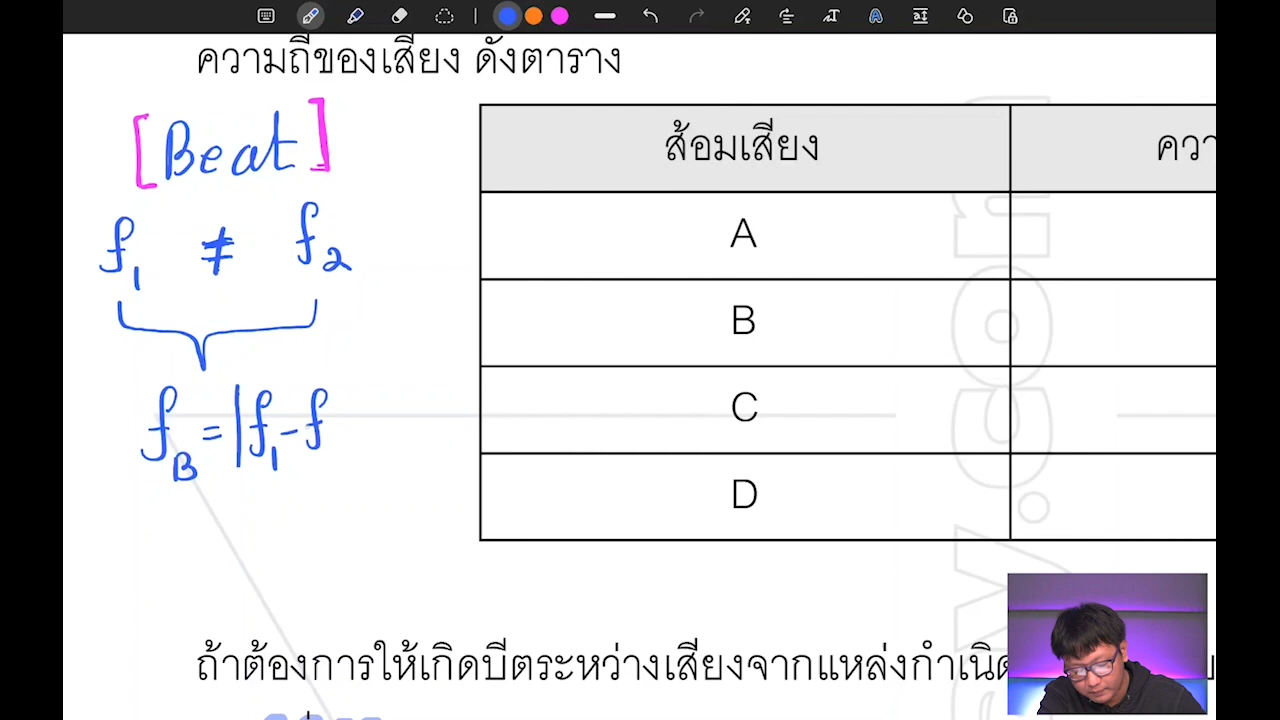 ความถี่ของเสียง ดังตาราง
[Beat]
f₁ ≠ f₂
f_B = |f₁ - f
ส้อมเสียง
A
B
C
D
ถ้าต้องการให้เกิดบีตระหว่างเสียงจากแหล่งกำเนิด